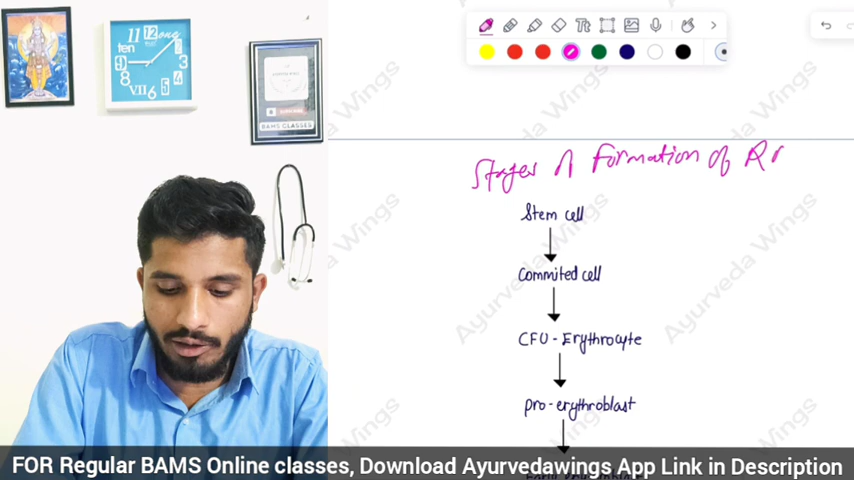 Stages of Formation of R
Stem cell
Commited cell
CFU - Erythrocyte
pro-erythroblast
BAMS CLASSES
Ayurveda Wings
FOR Regular BAMS Online classes, Download Ayurvedawings App Link in Description